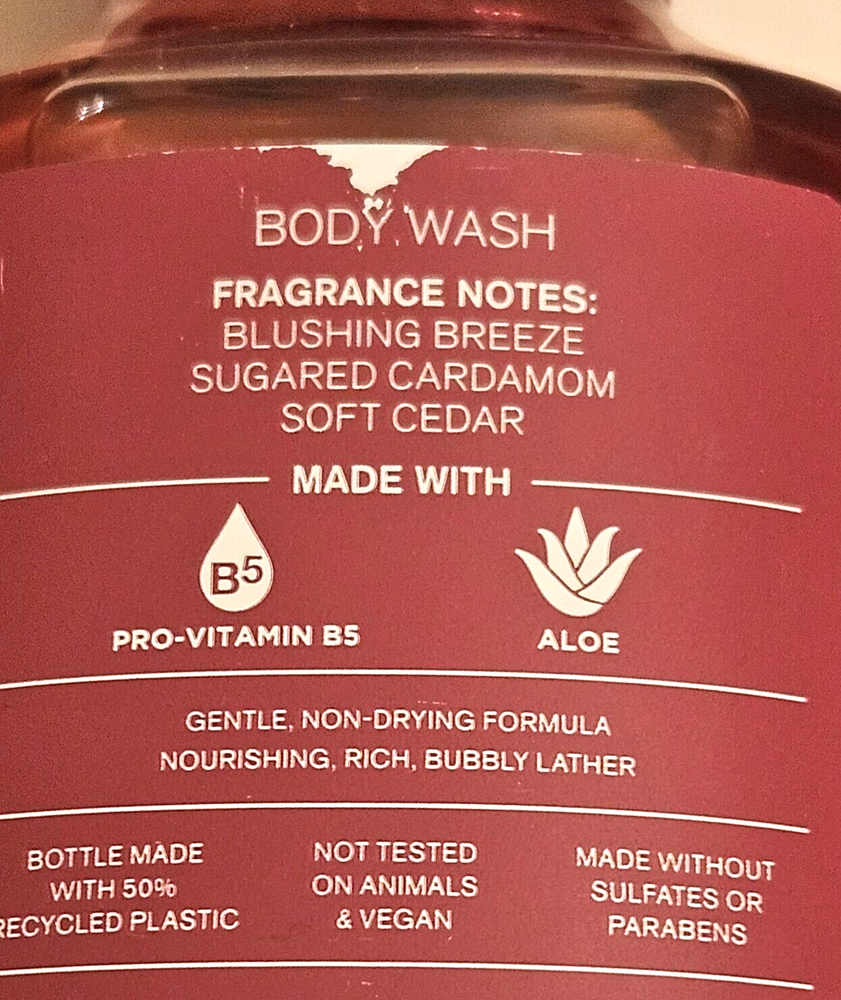 BODY WASH
FRAGRANCE NOTES:
BLUSHING BREEZE
SUGARED CARDAMOM
SOFT CEDAR
MADE WITH
B5
PRO-VITAMIN B5
ALOE
GENTLE, NON-DRYING FORMULA
NOURISHING, RICH, BUBBLY LATHER
BOTTLE MADE
WITH 50%
RECYCLED PLASTIC
NOT TESTED
ON ANIMALS
& VEGAN
MADE WITHOUT
SULFATES OR
PARABENS